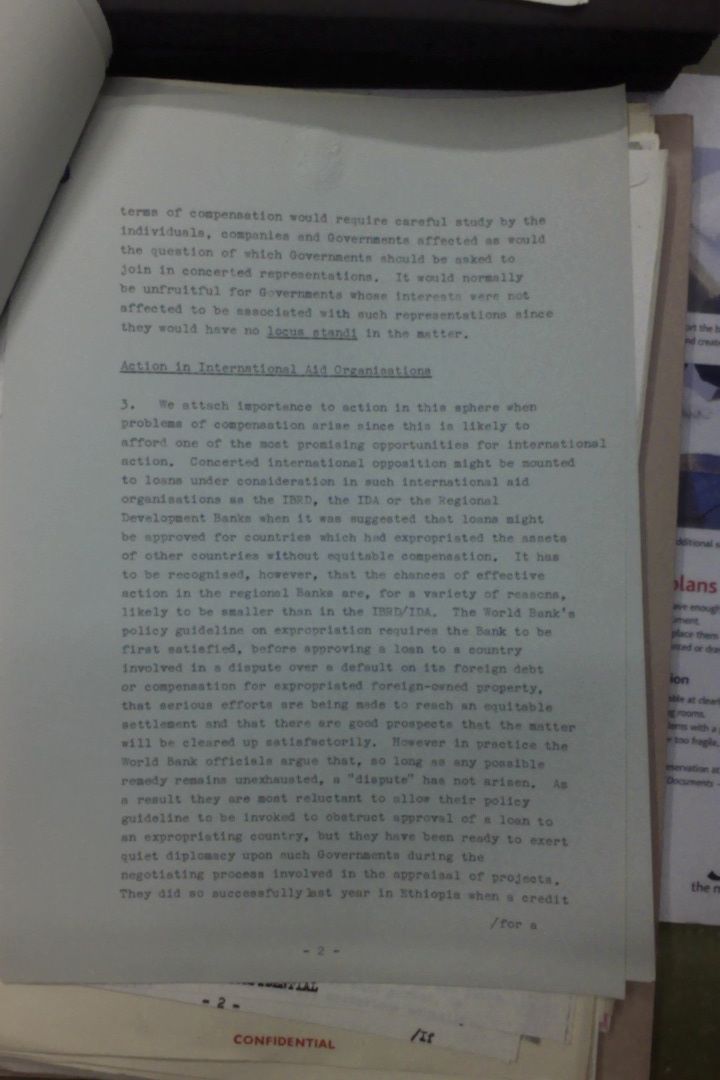 terms of compensation would require careful study by the
individuals, companies and Governments affected as would
the question of which Governments should be asked to
join in concerted representations. It would normally
be unfruitful for Governments whose interests were not
affected to be associated with such representations since
they would have no locus standi in the matter.
Action in International Aid Organisations
3. We attach importance to action in this sphere when
problems of compensation arise since this is likely to
afford one of the most promising opportunities for international
action. Concerted international opposition might be mounted
to loans under consideration in such international aid
organisations as the IBRD, the IDA or the Regional
Development Banks when it was suggested that loans might
be approved for countries which had expropriated the assets
of other countries without equitable compensation. It has
to be recognised, however, that the chances of effective
action in the regional Banks are, for a variety of reasons,
likely to be smaller than in the IBRD/IDA. The World Bank's
policy guideline on expropriation requires the Bank to be
first satisfied, before approving a loan to a country
involved in a dispute over a default on its foreign debt
or compensation for expropriated foreign-owned property,
that serious efforts are being made to reach an equitable
settlement and that there are good prospects that the matter
will be cleared up satisfactorily. However in practice the
World Bank officials argue that, so long as any possible
remedy remains unexhausted, a "dispute" has not arisen. As
a result they are most reluctant to allow their policy
guideline to be invoked to obstruct approval of a loan to
an expropriating country, but they have been ready to exert
quiet diplomacy upon such Governments during the
negotiating process involved in the appraisal of projects.
They did so successfully last year in Ethiopia when a credit
/for a
- 2 -
- 2 -
/If
CONFIDENTIAL
art the
nd create
dditional
plans
ave enough
ument.
place them
ion
able at
ng rooms.
items with a
too fragile,
Documents -
the